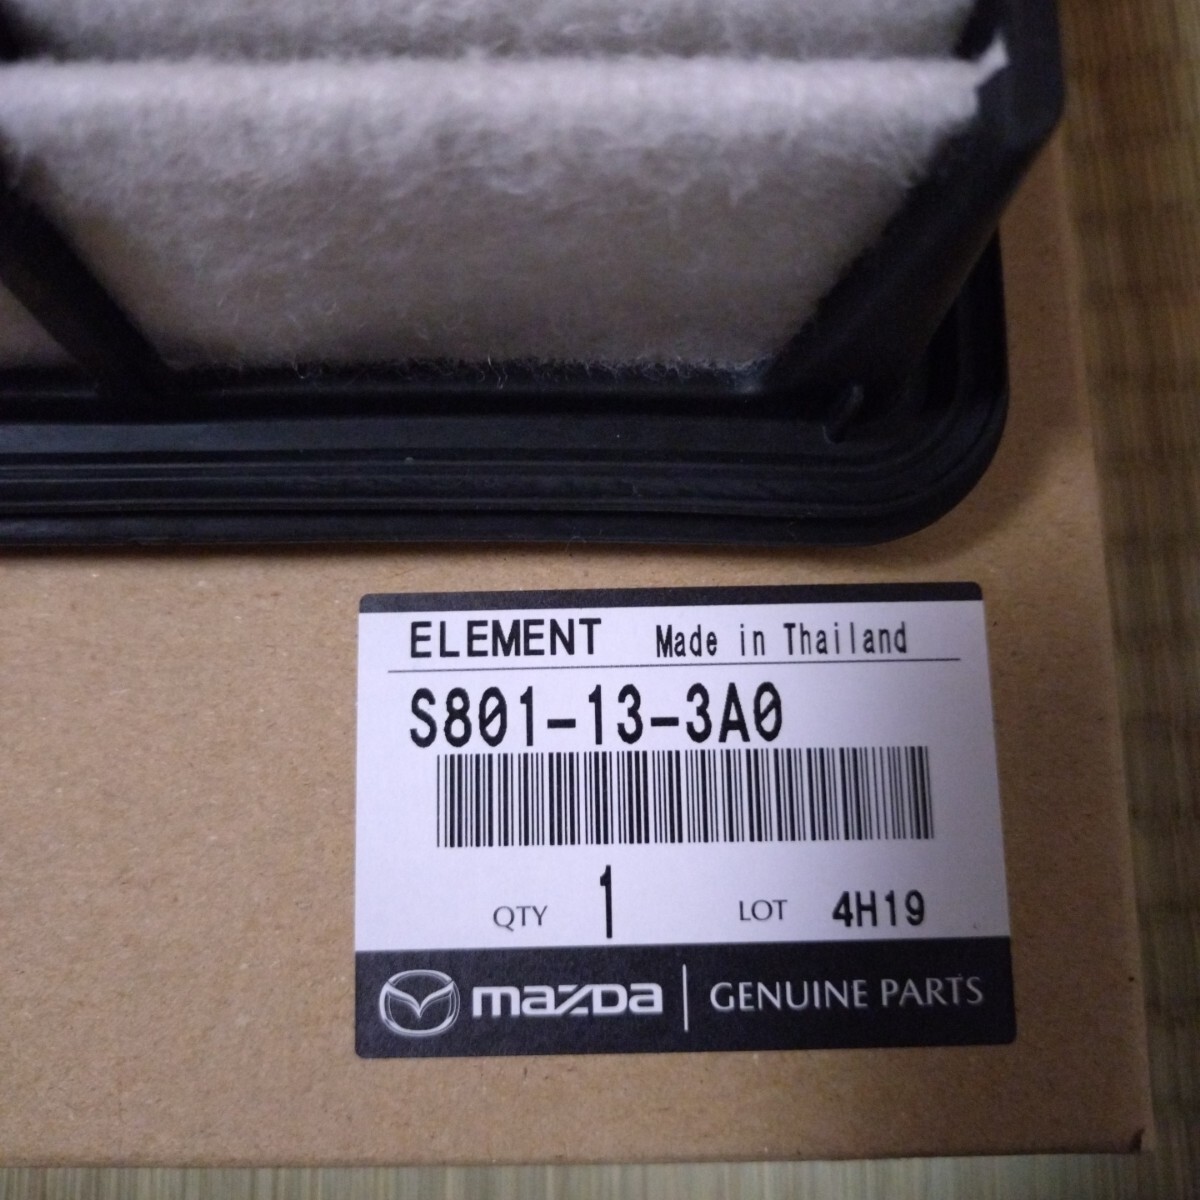 ELEMENT Made in Thailand
S801-13-3A0
QTY 1 LOT 4H19
mazda GENUINE PARTS